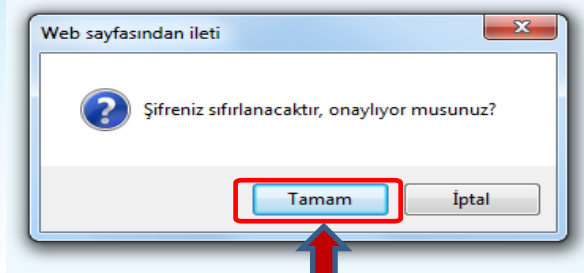 Web sayfasından ileti
Şifreniz sıfırlanacaktır, onaylıyor musunuz?
Tamam
İptal